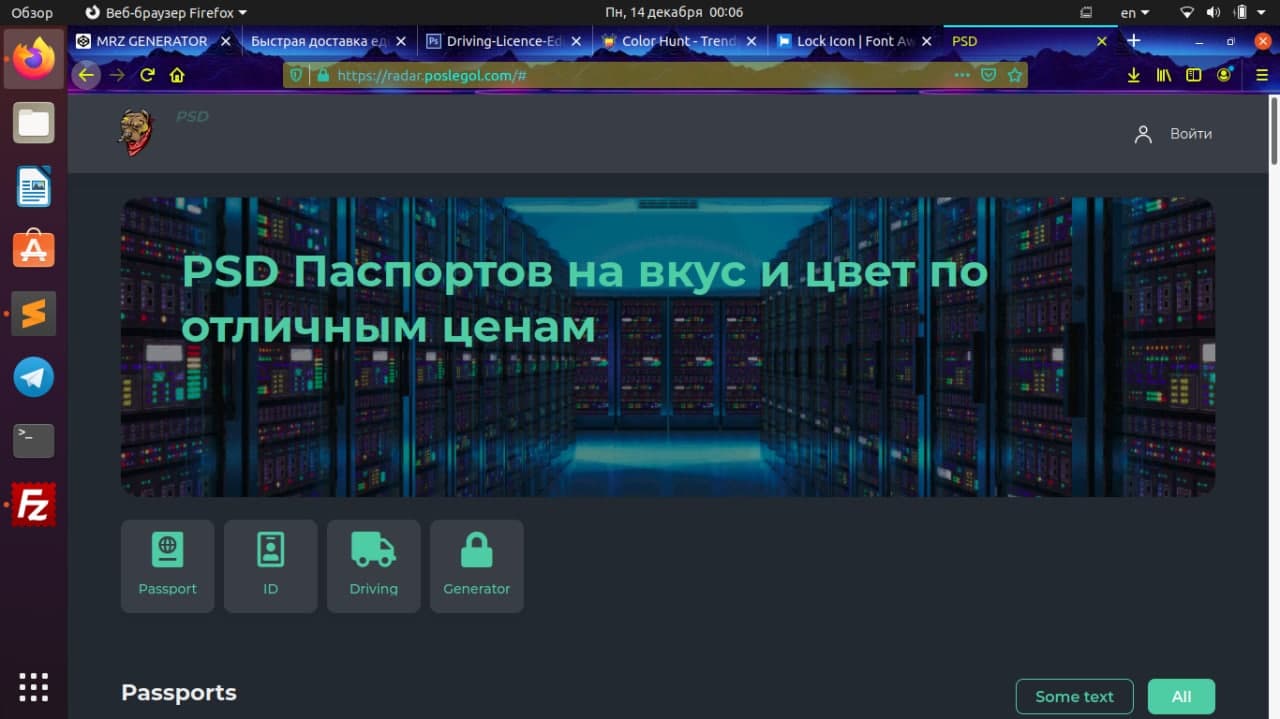 Обзор
Веб-браузер Firefox
Пн, 14 декабря 00:06
en
MRZ GENERATOR
Быстрая доставка ед
Driving-Licence-Ed
Color Hunt - Trend
Lock Icon | Font Aw
PSD
https://radar.poslegol.com/#
PSD
Войти
PSD Паспортов на вкус и цвет по
отличным ценам
Passport
ID
Driving
Generator
Passports
Some text
All